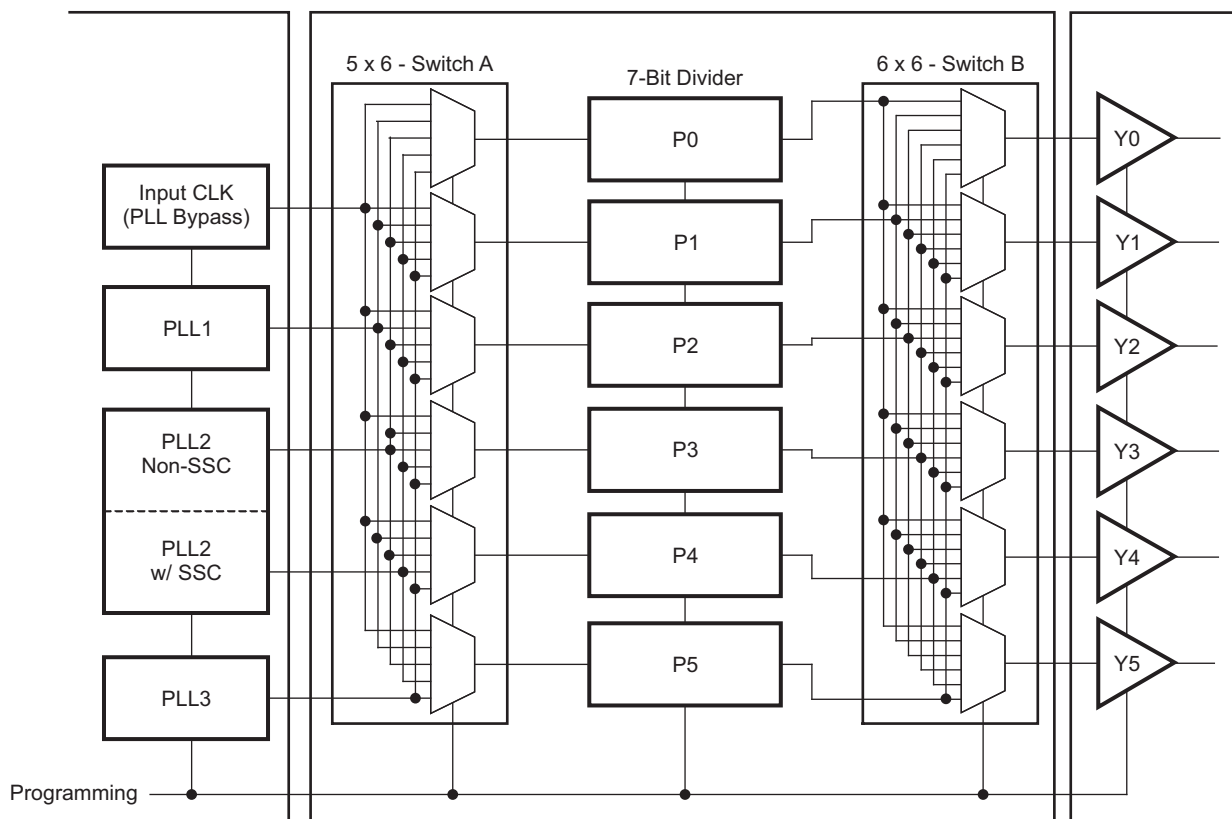 5 x 6 - Switch A
7-Bit Divider
6 x 6 - Switch B
Input CLK
(PLL Bypass)
PLL1
PLL2
Non-SSC
PLL2
w/ SSC
PLL3
P0
P1
P2
P3
P4
P5
Y0
Y1
Y2
Y3
Y4
Y5
Programming